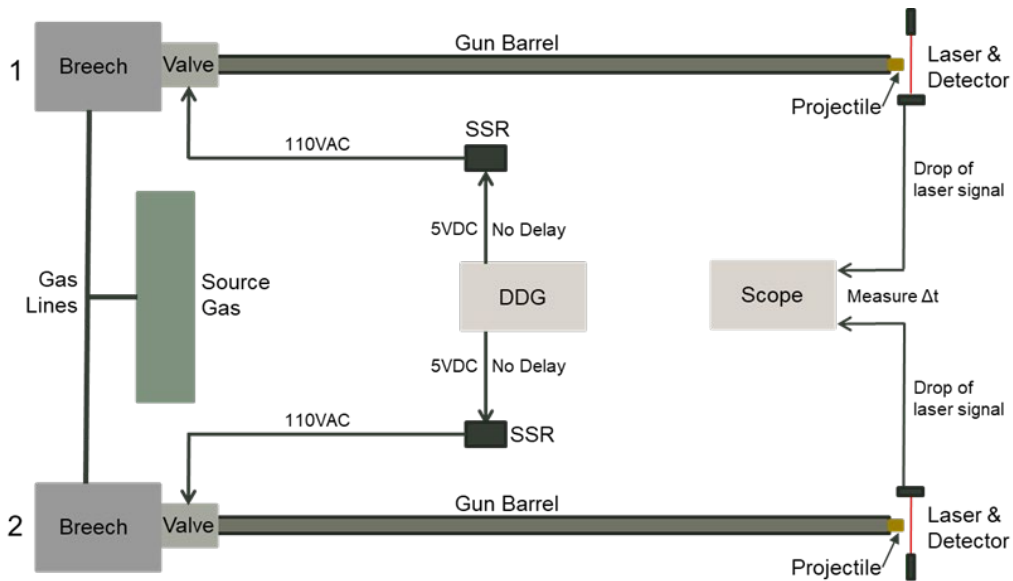 1
Breech
Valve
Gun Barrel
Laser &
Detector
Projectile
SSR
110VAC
Drop of
laser signal
5VDC
No Delay
Gas
Lines
Source
Gas
DDG
Scope
Measure Δt
5VDC
No Delay
Drop of
laser signal
110VAC
SSR
2
Breech
Valve
Gun Barrel
Laser &
Detector
Projectile